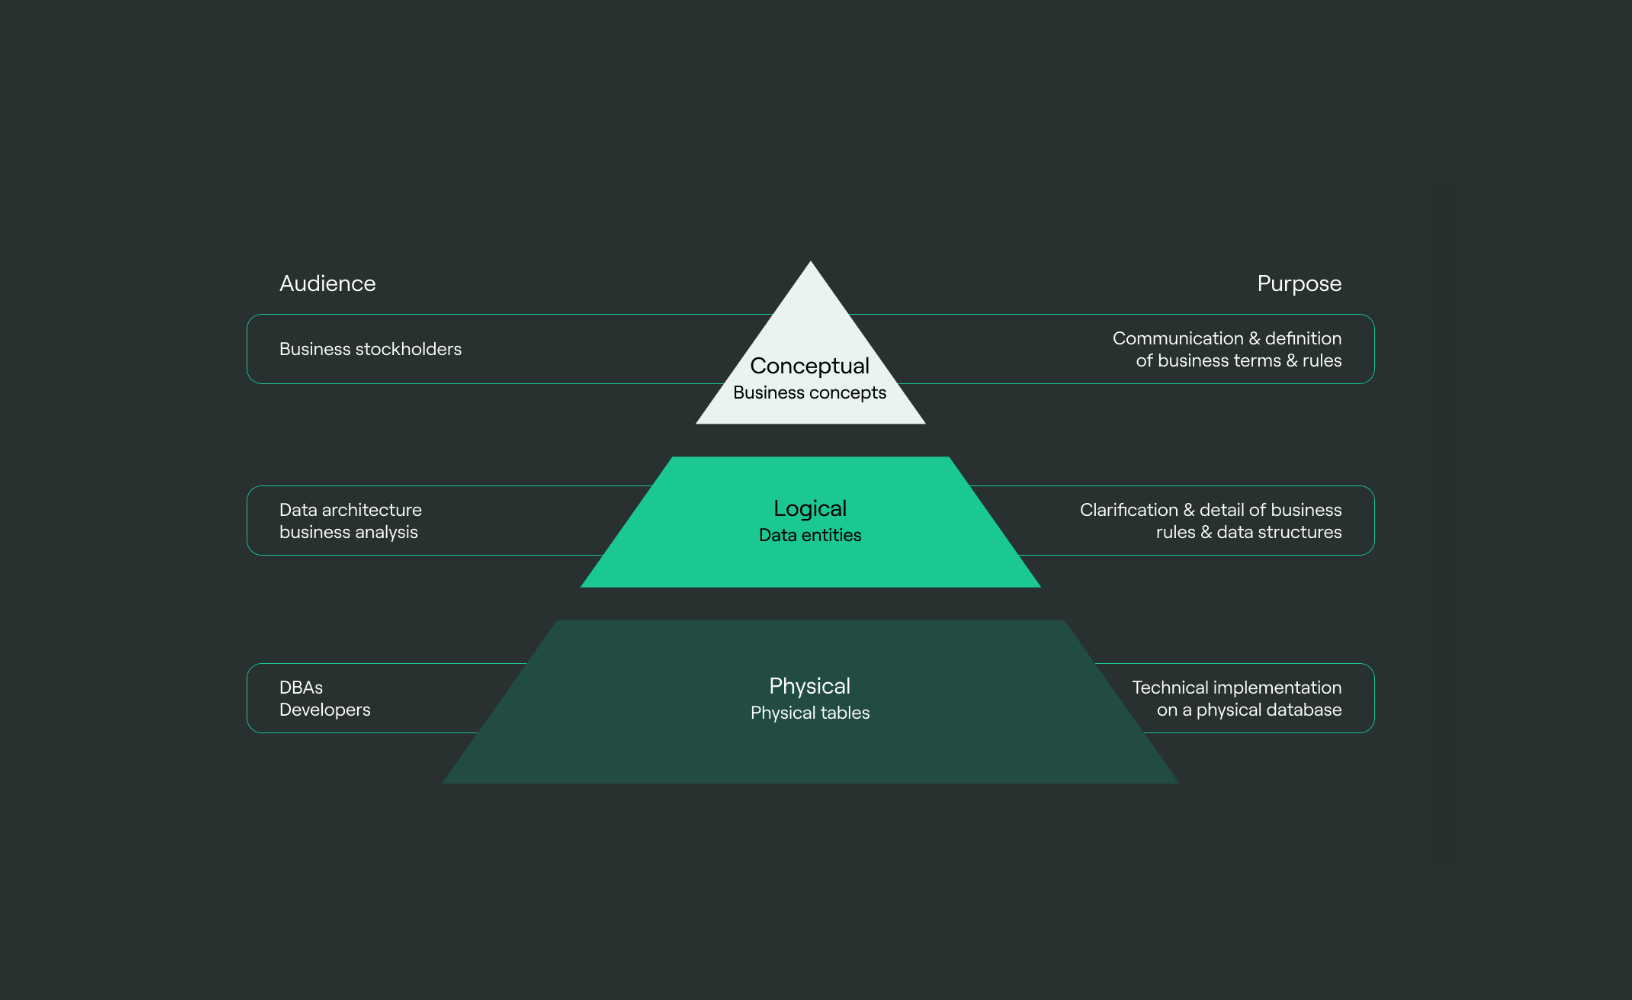 Audience
Purpose
Business stockholders
Conceptual
Business concepts
Communication & definition
of business terms & rules
Data architecture
business analysis
Logical
Data entities
Clarification & detail of business
rules & data structures
DBAs
Developers
Physical
Physical tables
Technical implementation
on a physical database